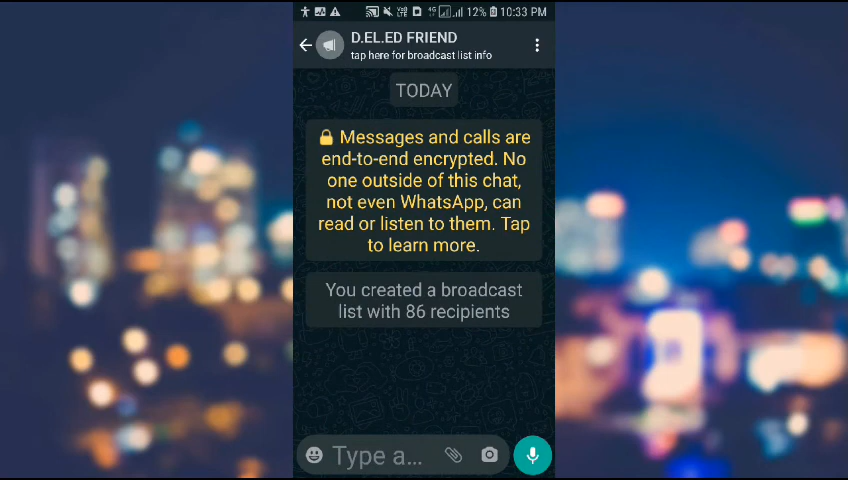 12% 10:33 PM
D.EL.ED FRIEND
tap here for broadcast list info
TODAY
Messages and calls are
end-to-end encrypted. No
one outside of this chat,
not even WhatsApp, can
read or listen to them. Tap
to learn more.
You created a broadcast
list with 86 recipients
Type a...